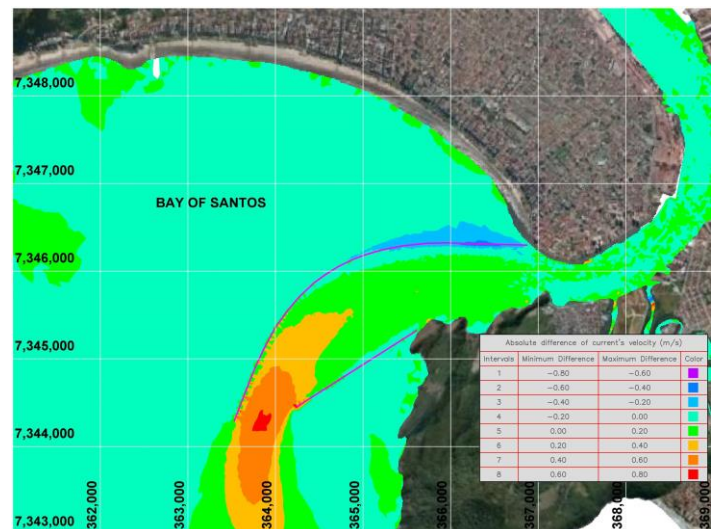 7,348,000
7,347,000
BAY OF SANTOS
7,346,000
7,345,000
7,344,000
7,343,000
362,000
363,000
364,000
365,000
366,000
367,000
368,000
369,000
Absolute difference of current's velocity (m/s)
Intervals Minimum Difference Maximum Difference Color
1 −0.80 −0.60
2 −0.60 −0.40
3 −0.40 −0.20
4 −0.20 0.00
5 0.00 0.20
6 0.20 0.40
7 0.40 0.60
8 0.60 0.80